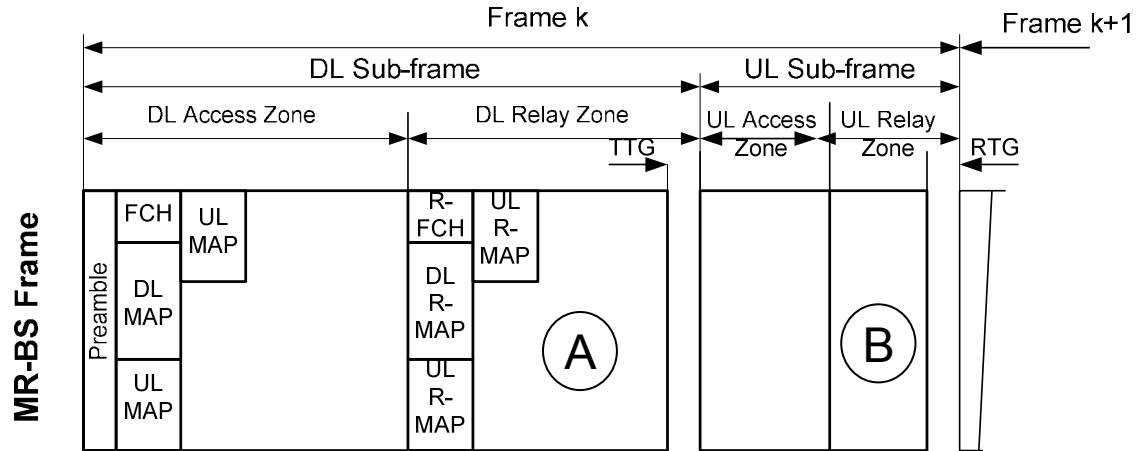 Frame k
Frame k+1
DL Sub-frame
UL Sub-frame
DL Access Zone
DL Relay Zone
UL Access
Zone
UL Relay
Zone
TTG
RTG
MR-BS Frame
Preamble
FCH
DL
MAP
UL
MAP
UL
MAP
R-
FCH
DL
R-
MAP
UL
R-
MAP
UL
R-
MAP
A
B